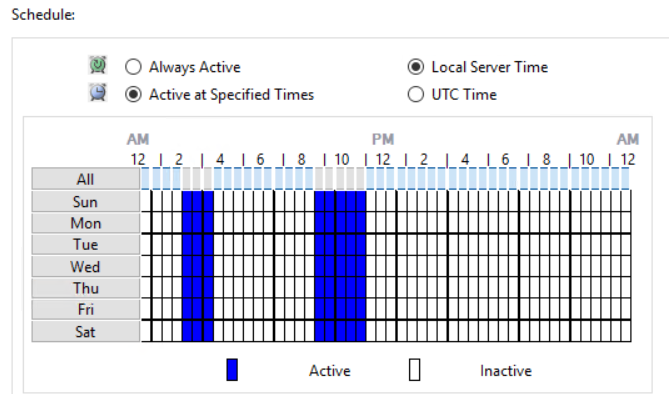 Schedule:
Always Active Local Server Time
Active at Specified Times UTC Time
AM PM AM
12 | 2 | 4 | 6 | 8 | 10 | 12 | 2 | 4 | 6 | 8 | 10 | 12
All
Sun
Mon
Tue
Wed
Thu
Fri
Sat
Active Inactive